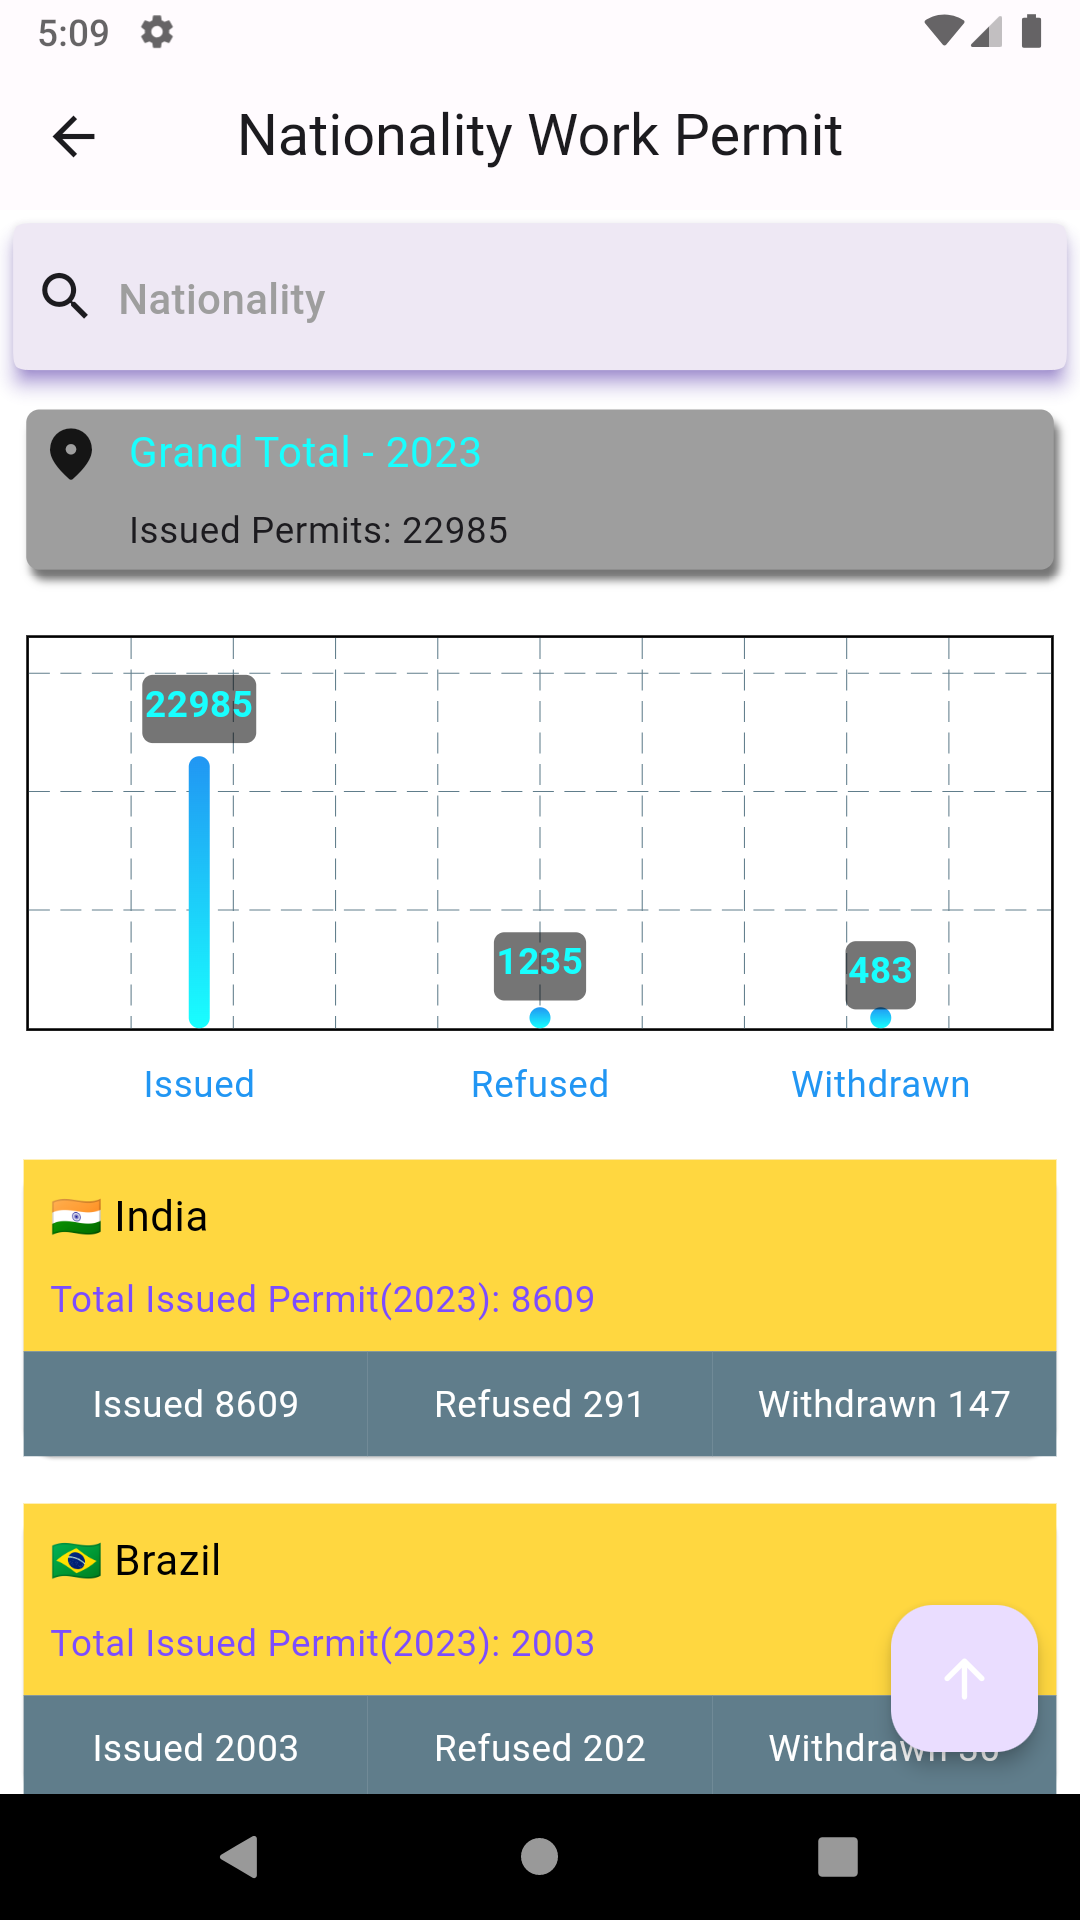 5:09
Nationality Work Permit
Nationality
Grand Total - 2023
Issued Permits: 22985
22985
1235
483
Issued Refused Withdrawn
🇮🇳 India
Total Issued Permit(2023): 8609
Issued 8609 Refused 291 Withdrawn 147
🇧🇷 Brazil
Total Issued Permit(2023): 2003
Issued 2003 Refused 202 Withdrawn